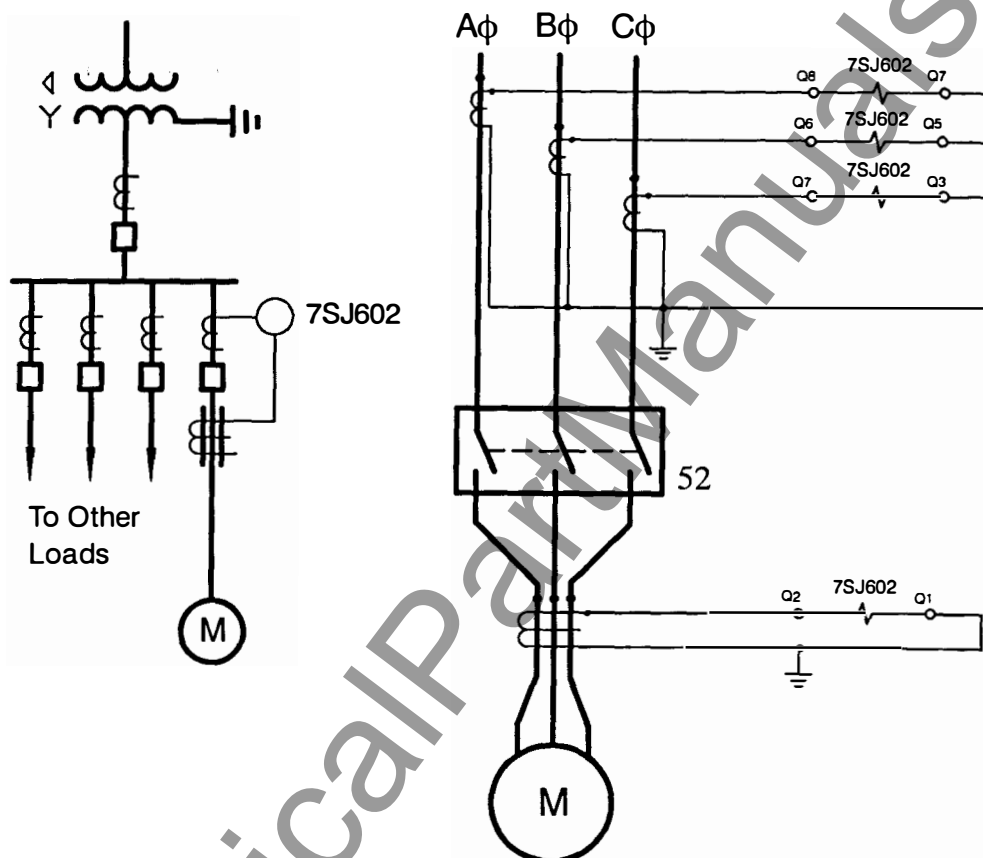 Aφ Bφ Cφ
Q8 7SJ602 Q7
Q6 7SJ602 Q5
Q7 7SJ602 Q3
7SJ602
52
To Other
Loads
Q2 7SJ602 Q1
M
M
icalPartManuals